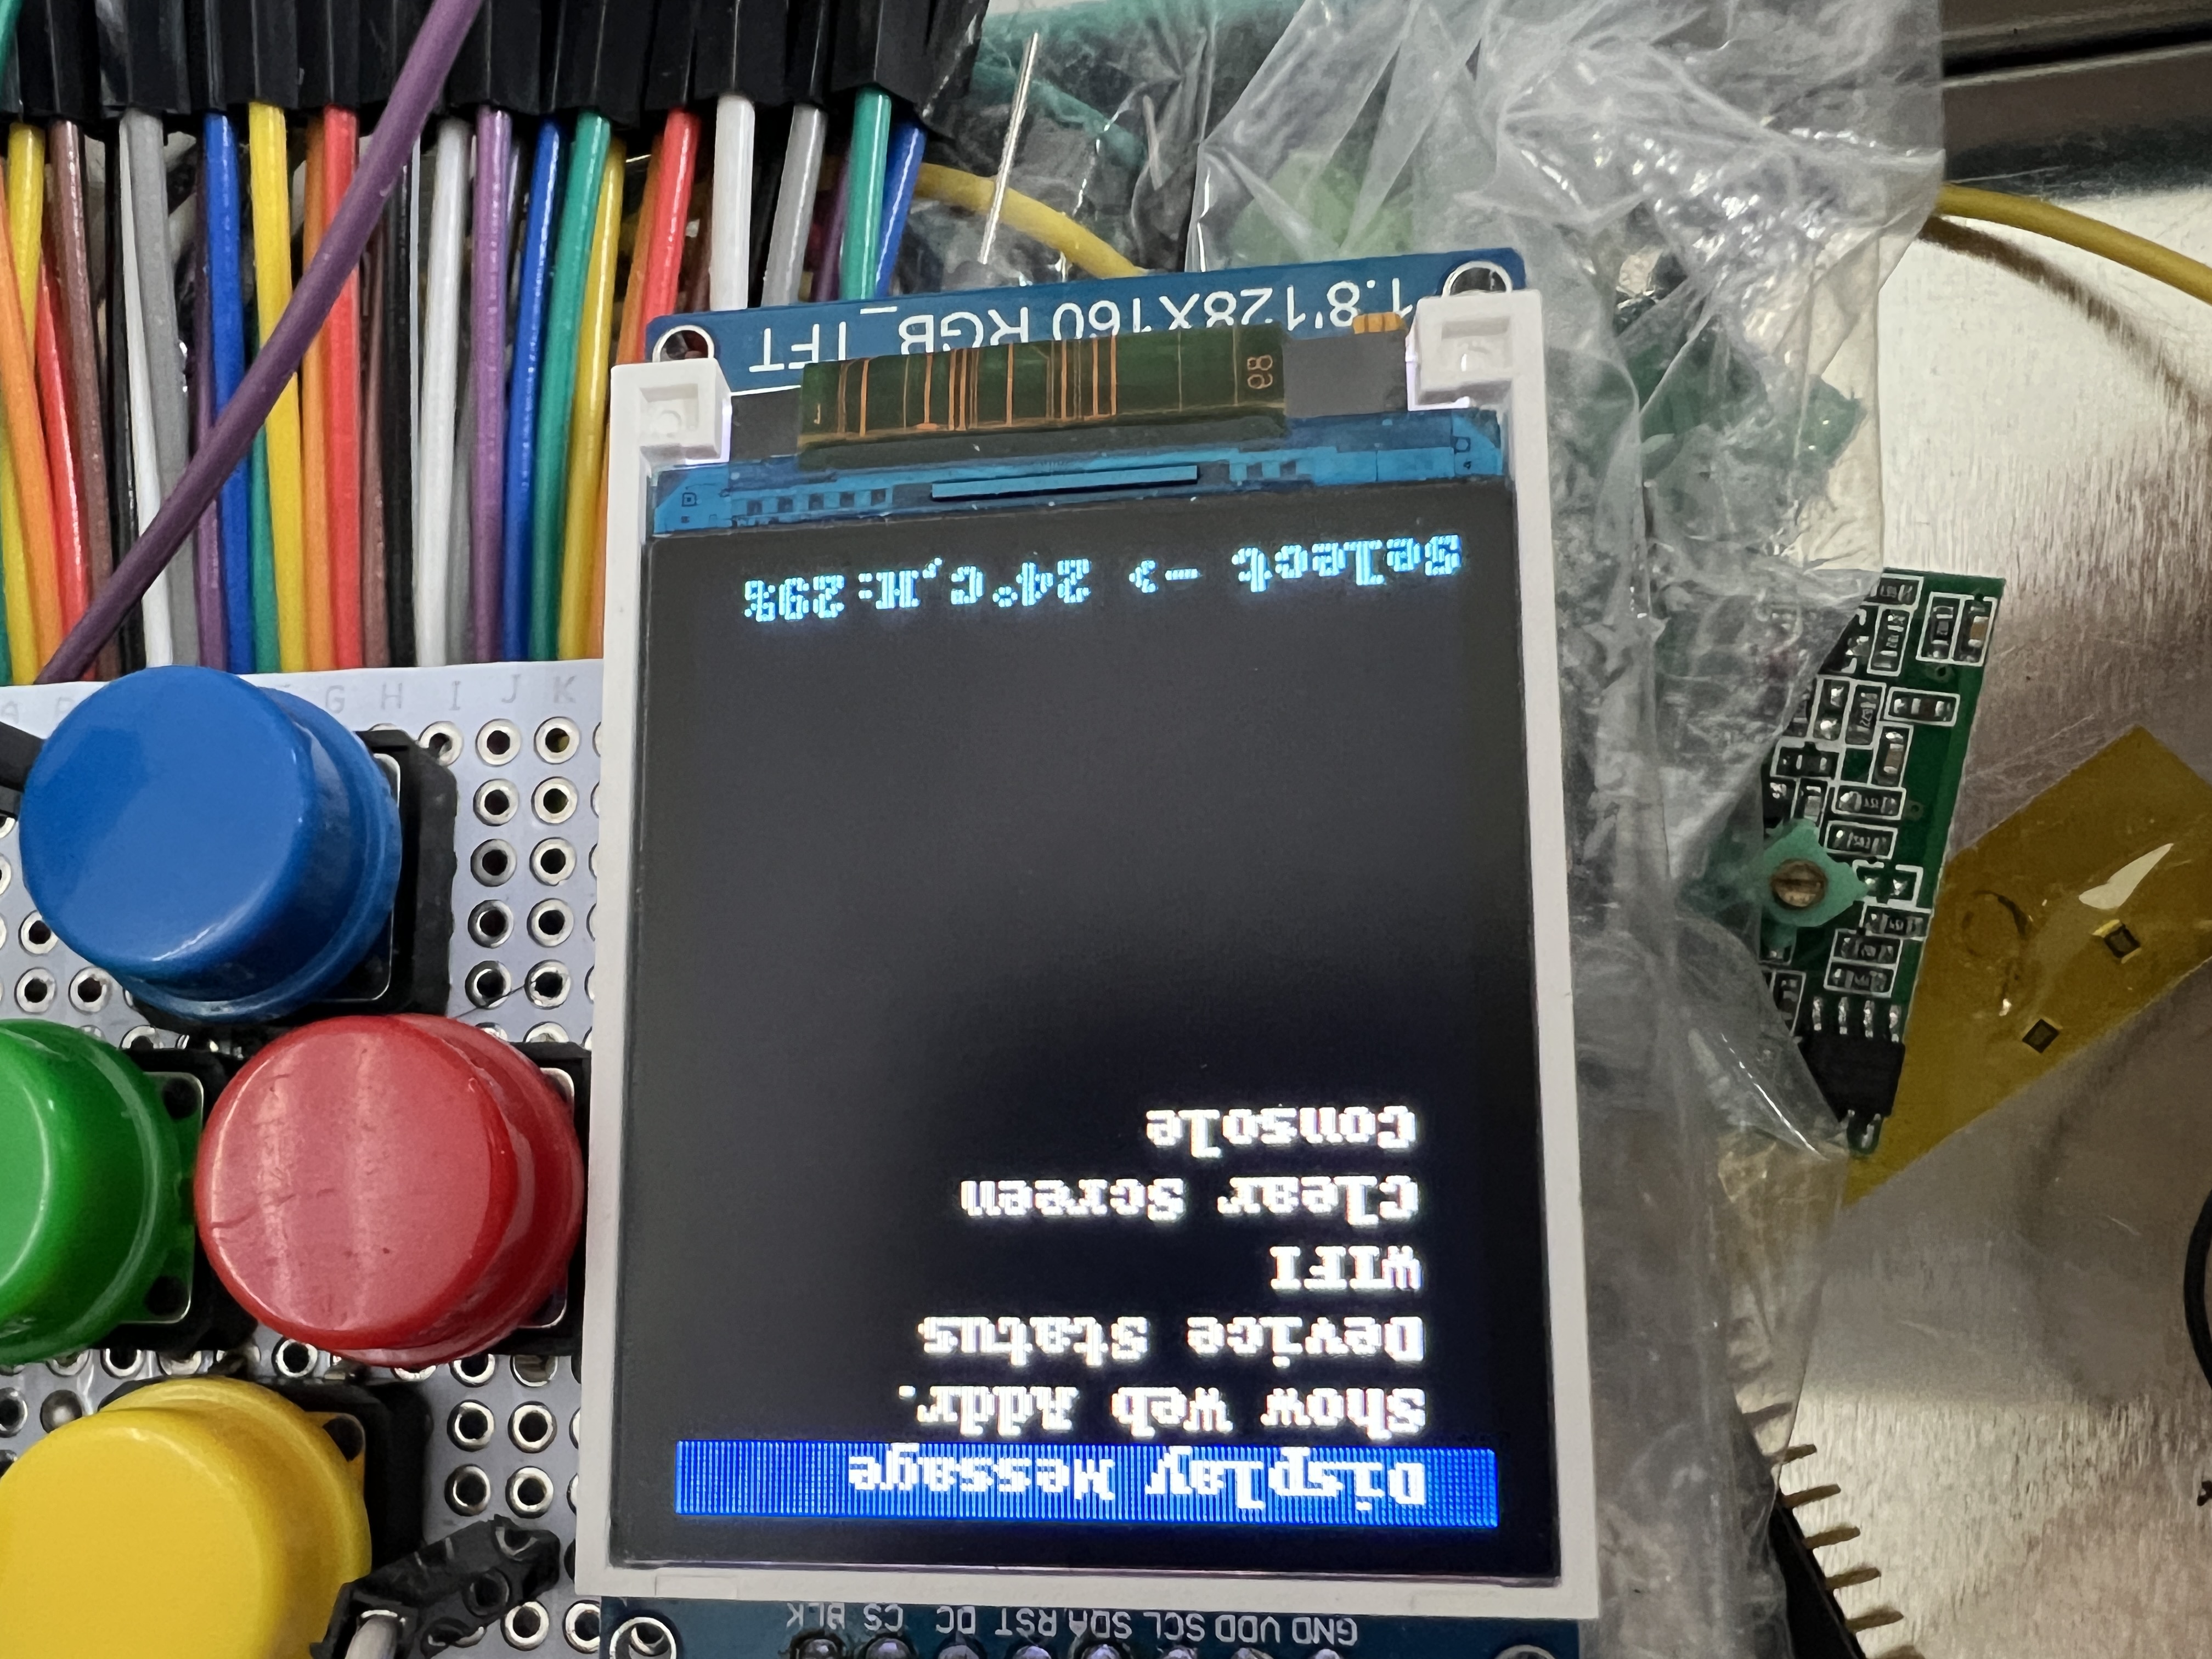 Display Message
Show Web Addr.
Device Status
WIFI
Clear Screen
Console
Select -> 24°C,H:29%
GND VDD SCL SDA RST DC CS BLK
1.8' 128X160 RGB_TFT
68
G H I J K